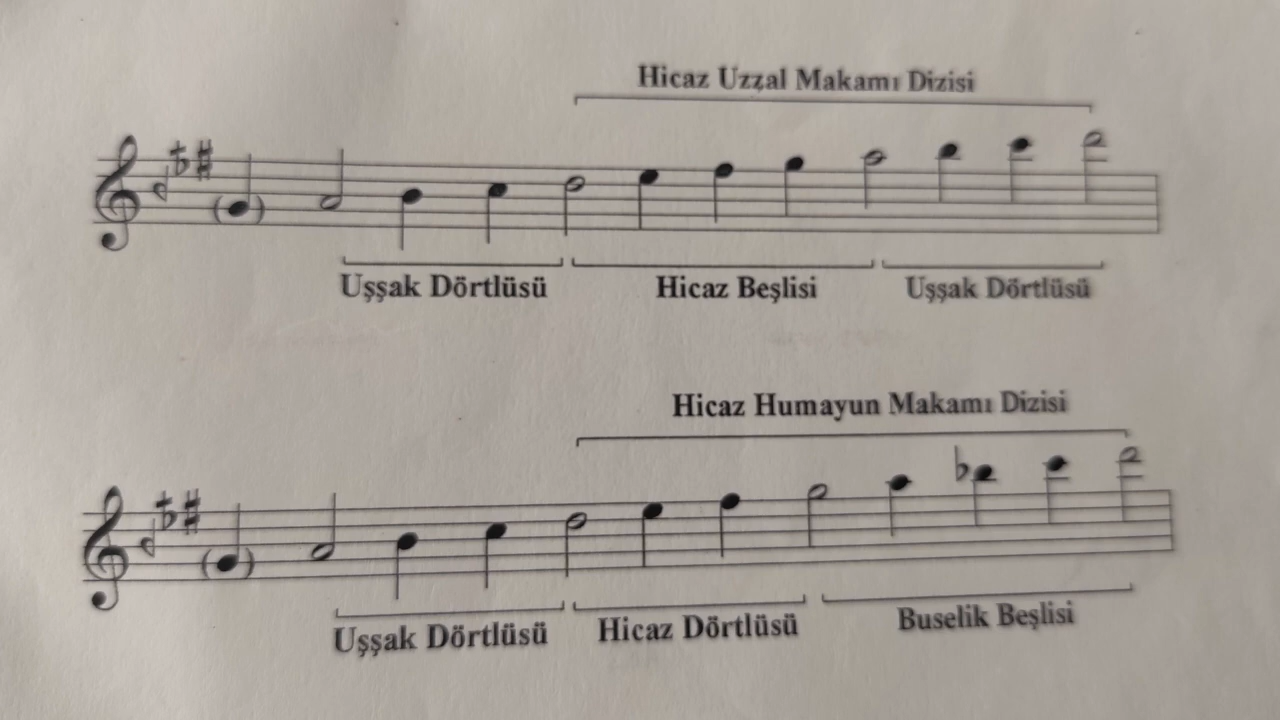 Hicaz Uzzal Makamı Dizisi
Uşşak Dörtlüsü Hicaz Beşlisi Uşşak Dörtlüsü
Hicaz Humayun Makamı Dizisi
Uşşak Dörtlüsü Hicaz Dörtlüsü Buselik Beşlisi